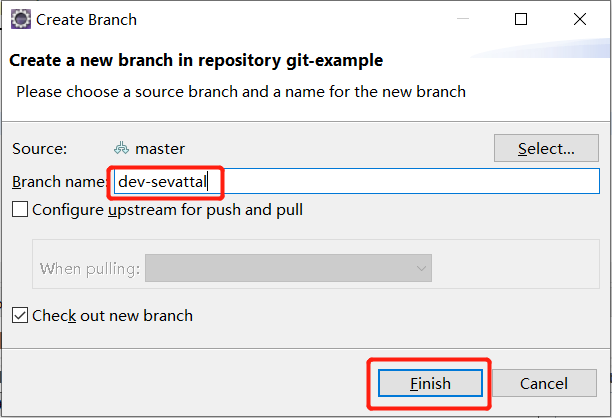 Create Branch
Create a new branch in repository git-example
Please choose a source branch and a name for the new branch
Source: master Select...
Branch name: dev-sevattal
Configure upstream for push and pull
When pulling:
Check out new branch
Finish Cancel